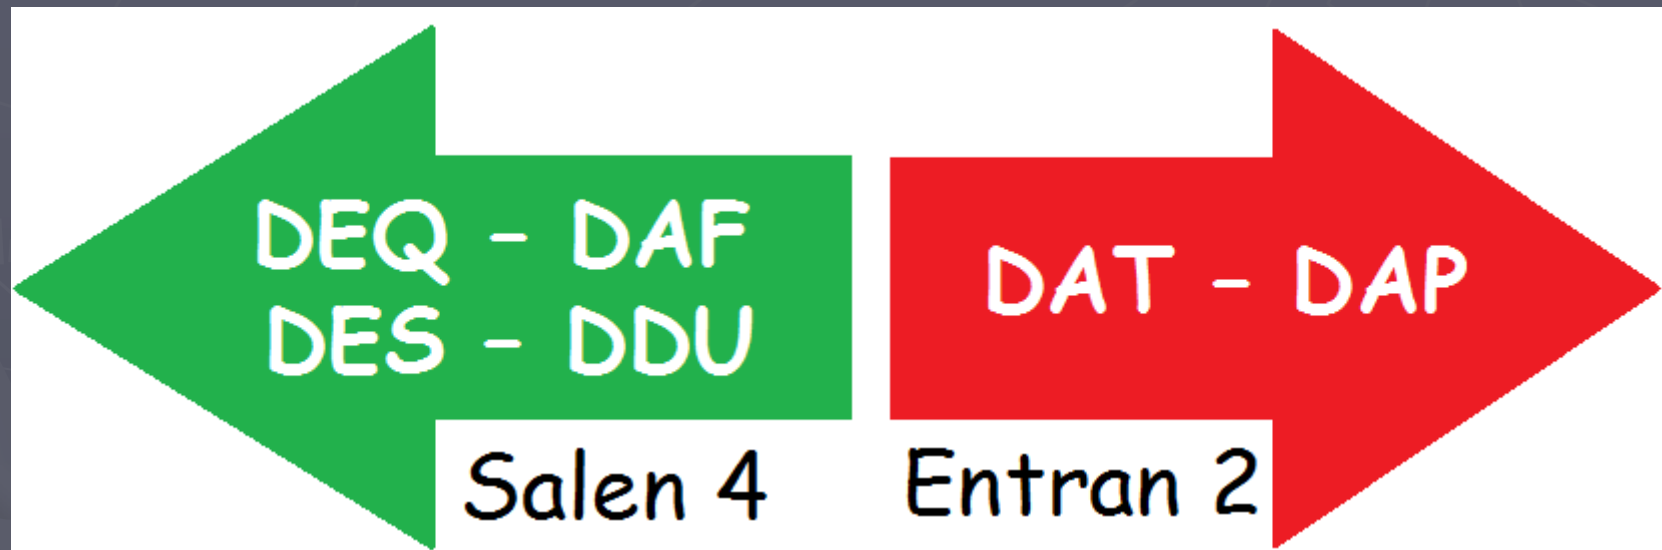 DEQ - DAF
DES - DDU
Salen 4
DAT - DAP
Entran 2